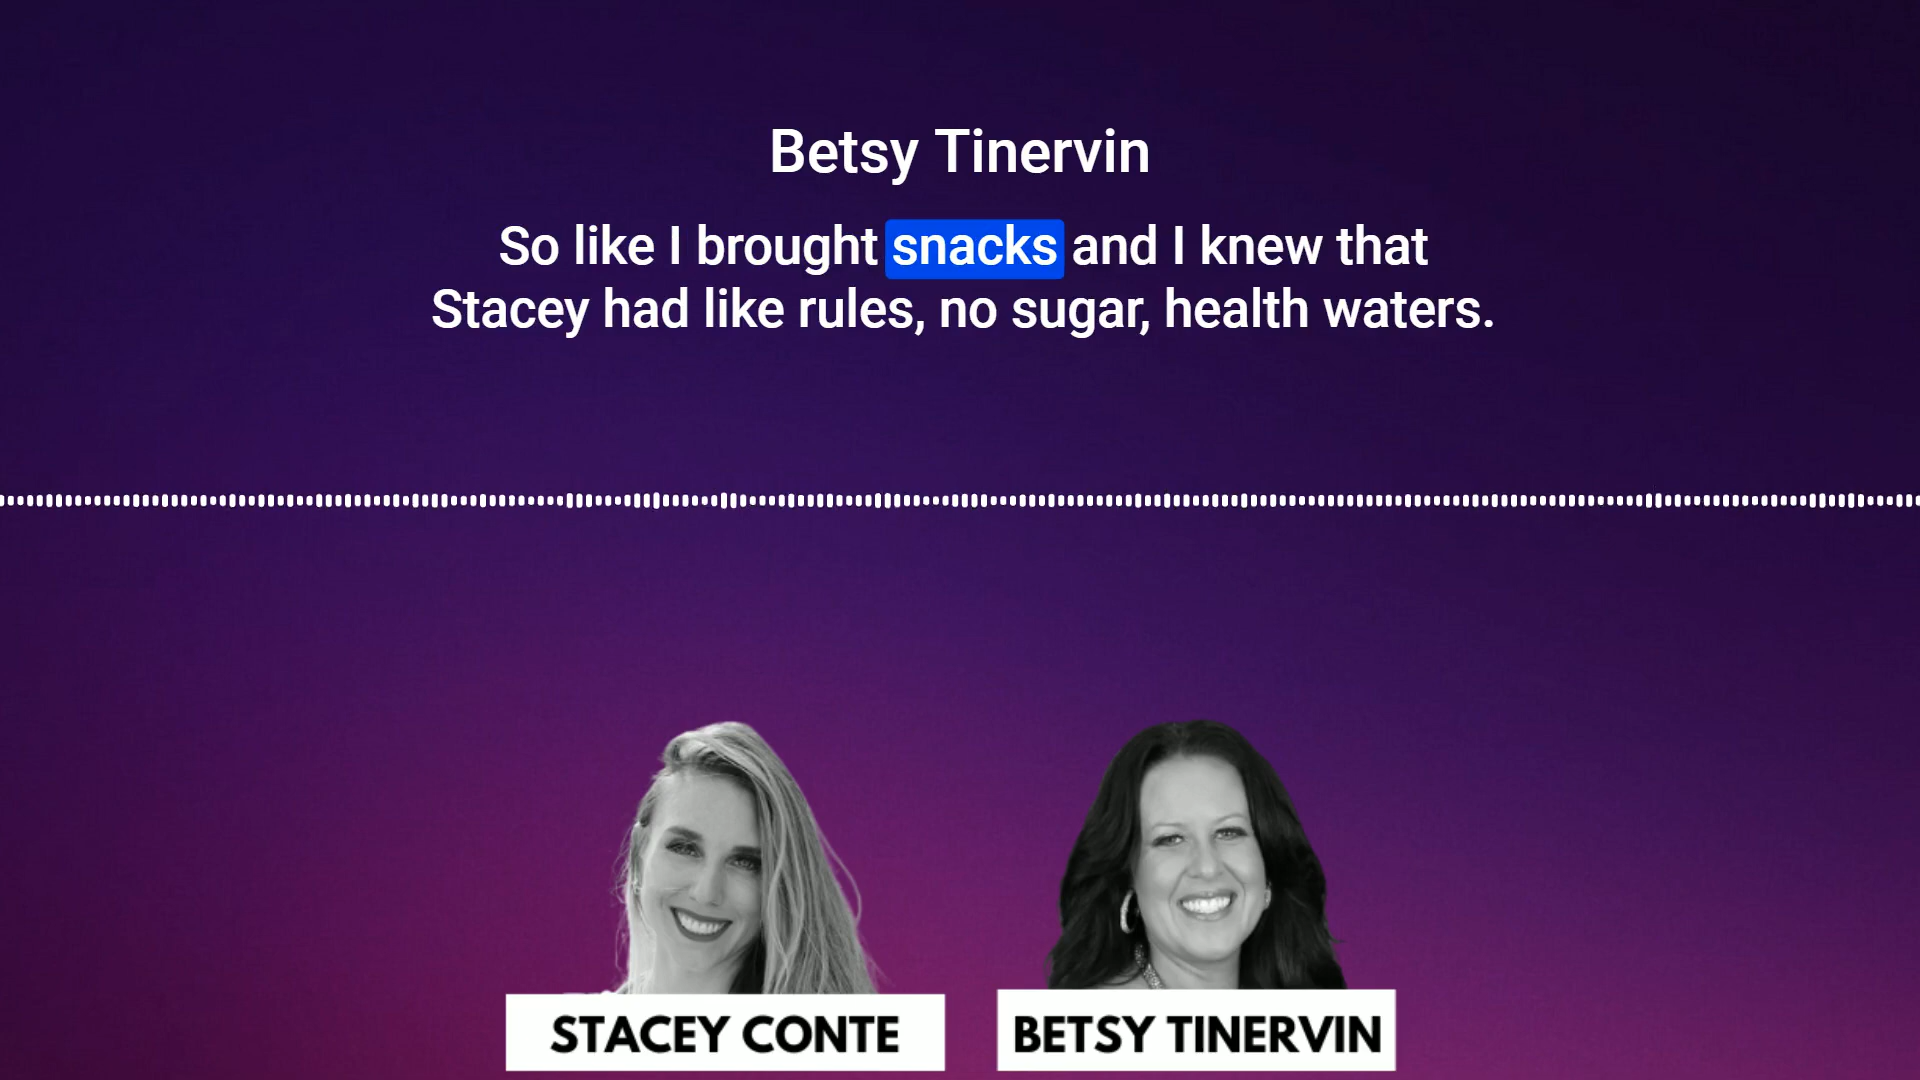 Betsy Tinervin
So like I brought snacks and I knew that
Stacey had like rules, no sugar, health waters.
STACEY CONTE
BETSY TINERVIN